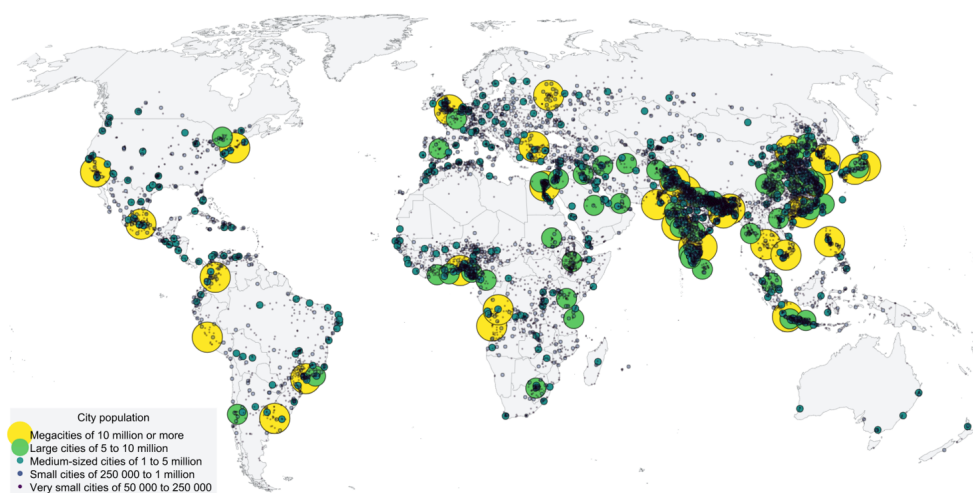 City population
Megacities of 10 million or more
Large cities of 5 to 10 million
Medium-sized cities of 1 to 5 million
Small cities of 250 000 to 1 million
Very small cities of 50 000 to 250 000